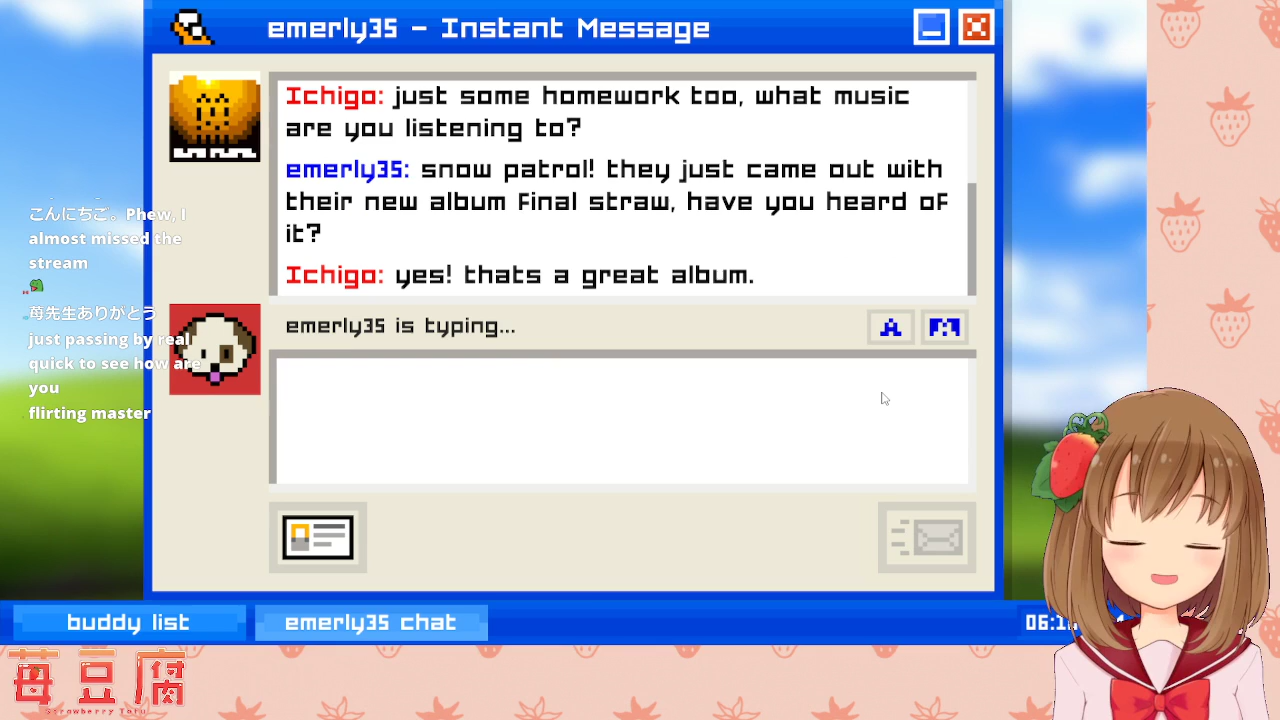 emerly35 - Instant Message
Ichigo: just some homework too, what music
are you listening to?
emerly35: snow patrol! they just came out with
their new album final straw, have you heard of
it?
Ichigo: yes! thats a great album.
emerly35 is typing...
A
こんにちご。Phew, I
almost missed the
stream
苺先生ありがとう
just passing by real
quick to see how are
you
flirting master
buddy list
emerly35 chat
苺豆腐
Strawberry Tofu